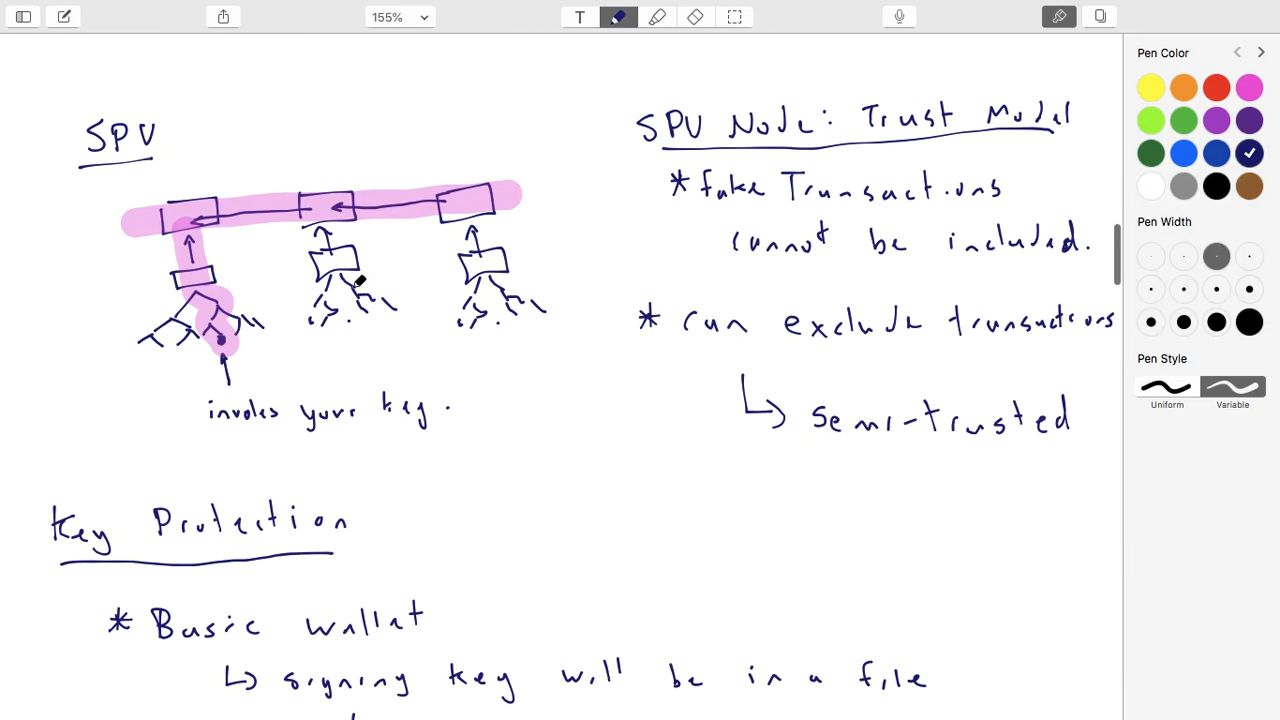 155%
T
Pen Color
SPV
SPV Node: Trust Model
* fake Transactions
cannot be included.
* can exclude transactions
↳ semi-trusted
involes your key.
Pen Width
Pen Style
Uniform
Variable
Key Protection
* Basic wallet
↳ signing key will be in a file